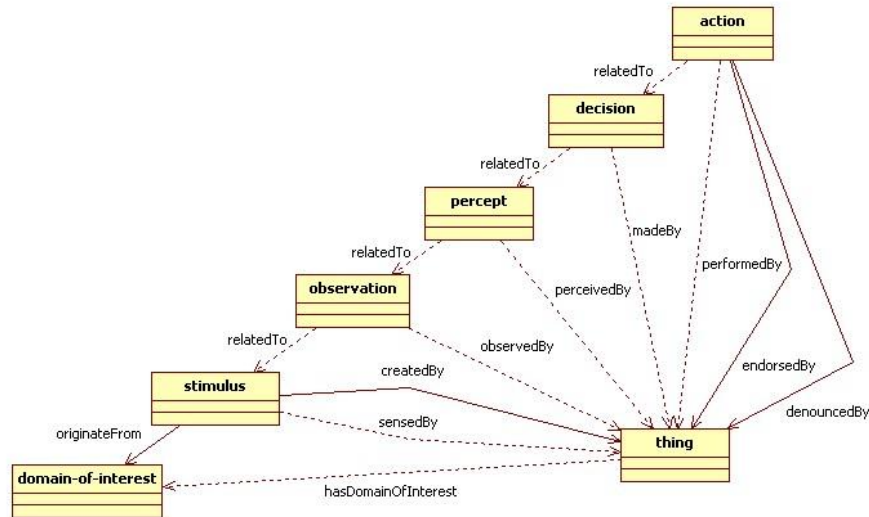 action
relatedTo
decision
relatedTo
percept
madeBy
relatedTo
performedBy
observation
perceivedBy
relatedTo
observedBy
createdBy
endorsedBy
stimulus
denouncedBy
sensedBy
originateFrom
thing
domain-of-interest
hasDomainOfInterest